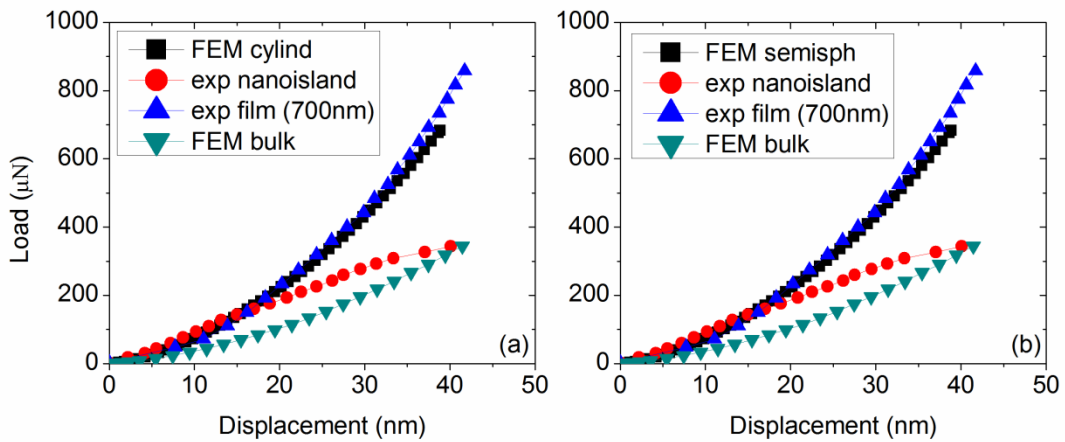 1000
800
600
400
200
0
Load (μN)
FEM cylind
exp nanoisland
exp film (700nm)
FEM bulk
(a)
0 10 20 30 40 50
Displacement (nm)
1000
800
600
400
200
0
FEM semisph
exp nanoisland
exp film (700nm)
FEM bulk
(b)
0 10 20 30 40 50
Displacement (nm)